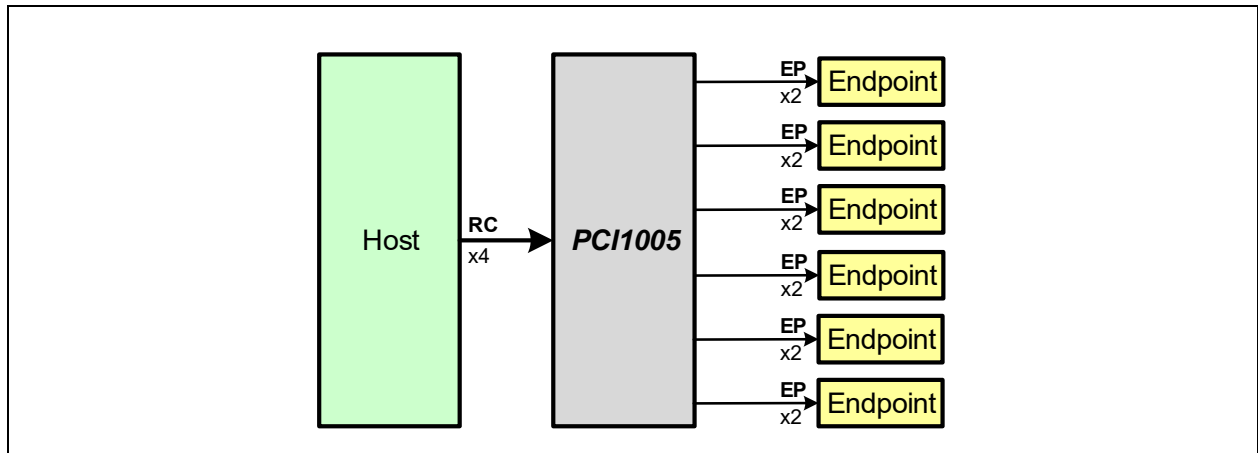 EP
x2
Endpoint
EP
x2
Endpoint
EP
x2
Endpoint
Host
RC
x4
PCI1005
EP
x2
Endpoint
EP
x2
Endpoint
EP
x2
Endpoint